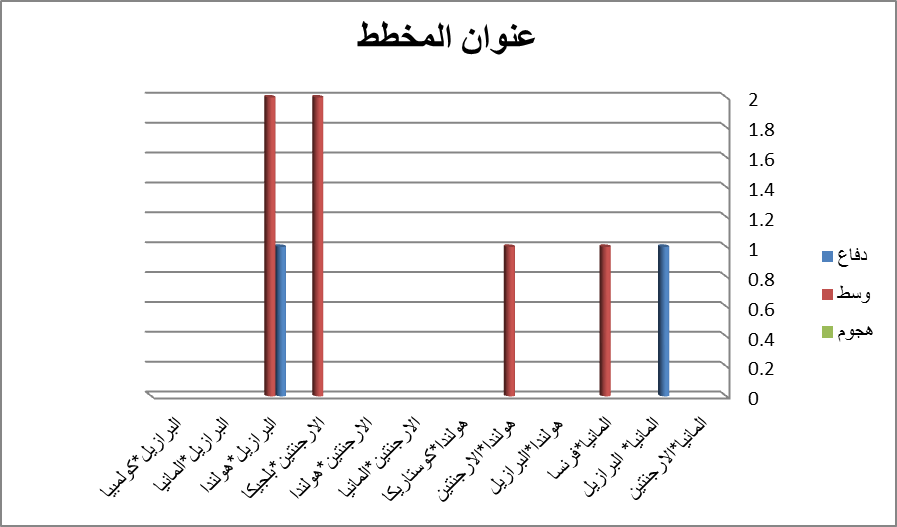 عنوان المخطط
2
1.8
1.6
1.4
1.2
1
0.8
0.6
0.4
0.2
0
دفاع
وسط
هجوم
المانيا*الارجنتين
المانيا* البرازيل
المانيا*فرنسا
هولندا*البرازيل
هولندا*الارجنتين
هولندا*كوستاريكا
الارجنتين*المانيا
الارجنتين*هولندا
الارجنتين*بلجيكا
البرازيل*هولندا
البرازيل*المانيا
البرازيل*كولمبيا